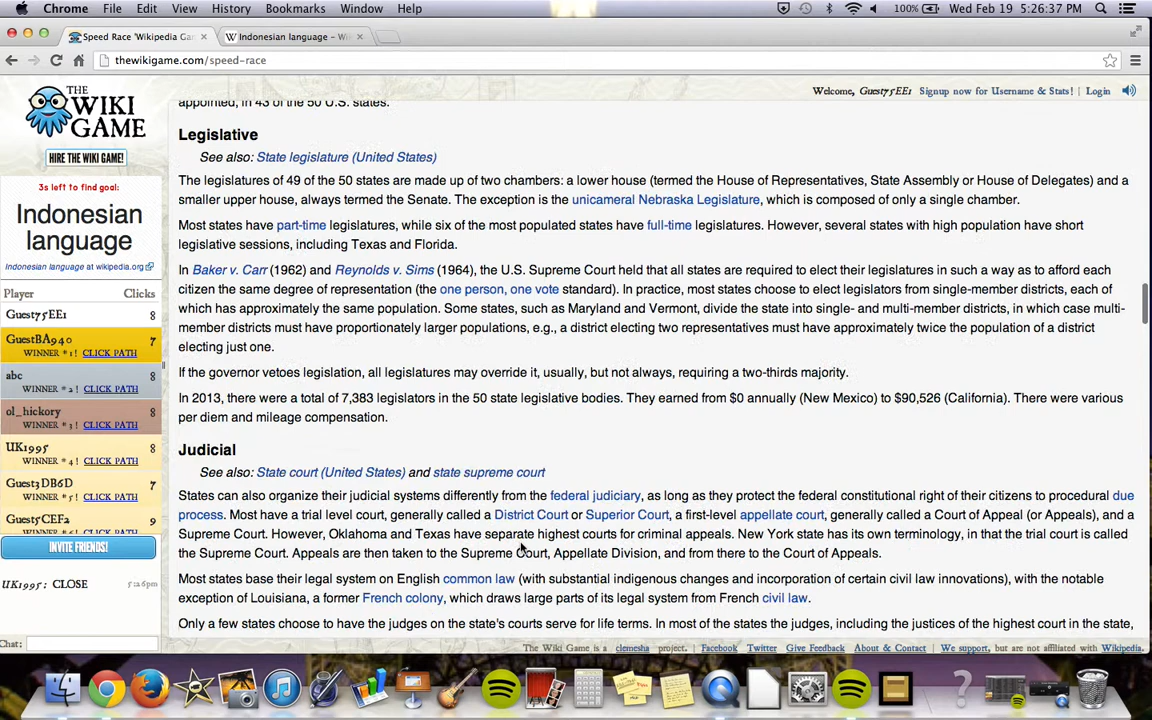 Chrome File Edit View History Bookmarks Window Help 100% Wed Feb 19 5:26:37 PM
Speed Race 'Wikipedia Gam × W Indonesian language - Wi ×
thewikigame.com/speed-race
THE WIKI GAME
HIRE THE WIKI GAME!
Welcome, Guest75EE1 Signup now for Username & Stats! | Login
3s left to find goal:
Indonesian
language
Indonesian language at wikipedia.org
Player Clicks
Guest75EE1 8
GuestBA940 7
WINNER #1! CLICK PATH
abc 8
WINNER #2! CLICK PATH
ol_hickory 8
WINNER #3! CLICK PATH
UK1995 8
WINNER #4! CLICK PATH
Guest3DB6D 7
WINNER #5! CLICK PATH
Guest5CEF2 9
INVITE FRIENDS!
UK1995: CLOSE 5:26pm
Chat:
appointed, in 43 of the 50 U.S. states.
Legislative
See also: State legislature (United States)
The legislatures of 49 of the 50 states are made up of two chambers: a lower house (termed the House of Representatives, State Assembly or House of Delegates) and a
smaller upper house, always termed the Senate. The exception is the unicameral Nebraska Legislature, which is composed of only a single chamber.
Most states have part-time legislatures, while six of the most populated states have full-time legislatures. However, several states with high population have short
legislative sessions, including Texas and Florida.
In Baker v. Carr (1962) and Reynolds v. Sims (1964), the U.S. Supreme Court held that all states are required to elect their legislatures in such a way as to afford each
citizen the same degree of representation (the one person, one vote standard). In practice, most states choose to elect legislators from single-member districts, each of
which has approximately the same population. Some states, such as Maryland and Vermont, divide the state into single- and multi-member districts, in which case multi-
member districts must have proportionately larger populations, e.g., a district electing two representatives must have approximately twice the population of a district
electing just one.
If the governor vetoes legislation, all legislatures may override it, usually, but not always, requiring a two-thirds majority.
In 2013, there were a total of 7,383 legislators in the 50 state legislative bodies. They earned from $0 annually (New Mexico) to $90,526 (California). There were various
per diem and mileage compensation.
Judicial
See also: State court (United States) and state supreme court
States can also organize their judicial systems differently from the federal judiciary, as long as they protect the federal constitutional right of their citizens to procedural due
process. Most have a trial level court, generally called a District Court or Superior Court, a first-level appellate court, generally called a Court of Appeal (or Appeals), and a
Supreme Court. However, Oklahoma and Texas have separate highest courts for criminal appeals. New York state has its own terminology, in that the trial court is called
the Supreme Court. Appeals are then taken to the Supreme Court, Appellate Division, and from there to the Court of Appeals.
Most states base their legal system on English common law (with substantial indigenous changes and incorporation of certain civil law innovations), with the notable
exception of Louisiana, a former French colony, which draws large parts of its legal system from French civil law.
Only a few states choose to have the judges on the state's courts serve for life terms. In most of the states the judges, including the justices of the highest court in the state,
The Wiki Game is a clemesha project. | Facebook Twitter Give Feedback About & Contact | We support, but are not affiliated with Wikipedia.